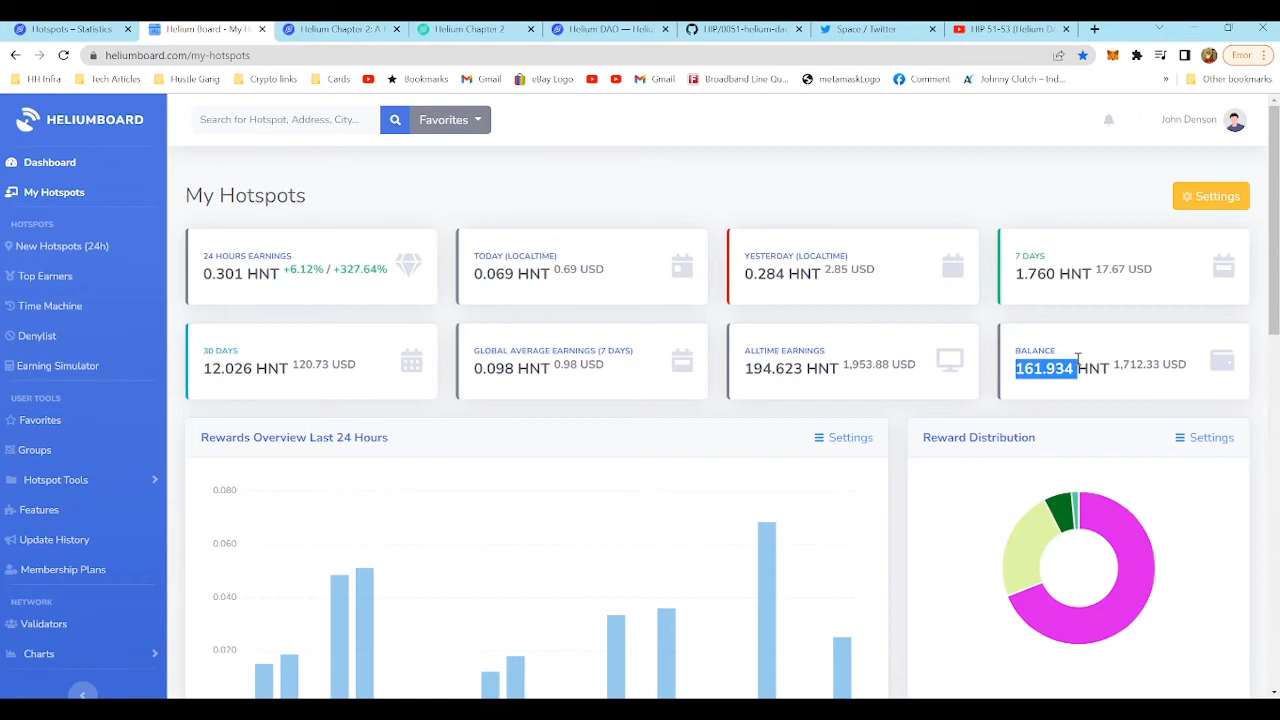 Hotspots – Statistics
Helium Board - My H
Helium Chapter 2: A
Helium Chapter 2
Helium DAO — Heliu
HIP/0051-helium-dao
Space / Twitter
HIP 51-53 (Helium D
heliumboard.com/my-hotspots
Error
HH Infra
Tech Articles
Hustle Gang
Crypto links
Cards
Bookmarks
Gmail
eBay Logo
Gmail
Broadband Line Qu...
metamaskLogo
Comment
Johnny Clutch – Ind...
»
Other bookmarks
HELIUMBOARD
Search for Hotspot, Address, City...
Favorites
John Denson
Dashboard
My Hotspots
HOTSPOTS
New Hotspots (24h)
Top Earners
Time Machine
Denylist
Earning Simulator
USER TOOLS
Favorites
Groups
Hotspot Tools
Features
Update History
Membership Plans
NETWORK
Validators
Charts
My Hotspots
Settings
24 HOURS EARNINGS
0.301 HNT +6.12% / +327.64%
TODAY (LOCALTIME)
0.069 HNT 0.69 USD
YESTERDAY (LOCALTIME)
0.284 HNT 2.85 USD
7 DAYS
1.760 HNT 17.67 USD
30 DAYS
12.026 HNT 120.73 USD
GLOBAL AVERAGE EARNINGS (7 DAYS)
0.098 HNT 0.98 USD
ALLTIME EARNINGS
194.623 HNT 1,953.88 USD
BALANCE
161.934 HNT 1,712.33 USD
Rewards Overview Last 24 Hours
Settings
0.080
0.060
0.040
0.020
Reward Distribution
Settings